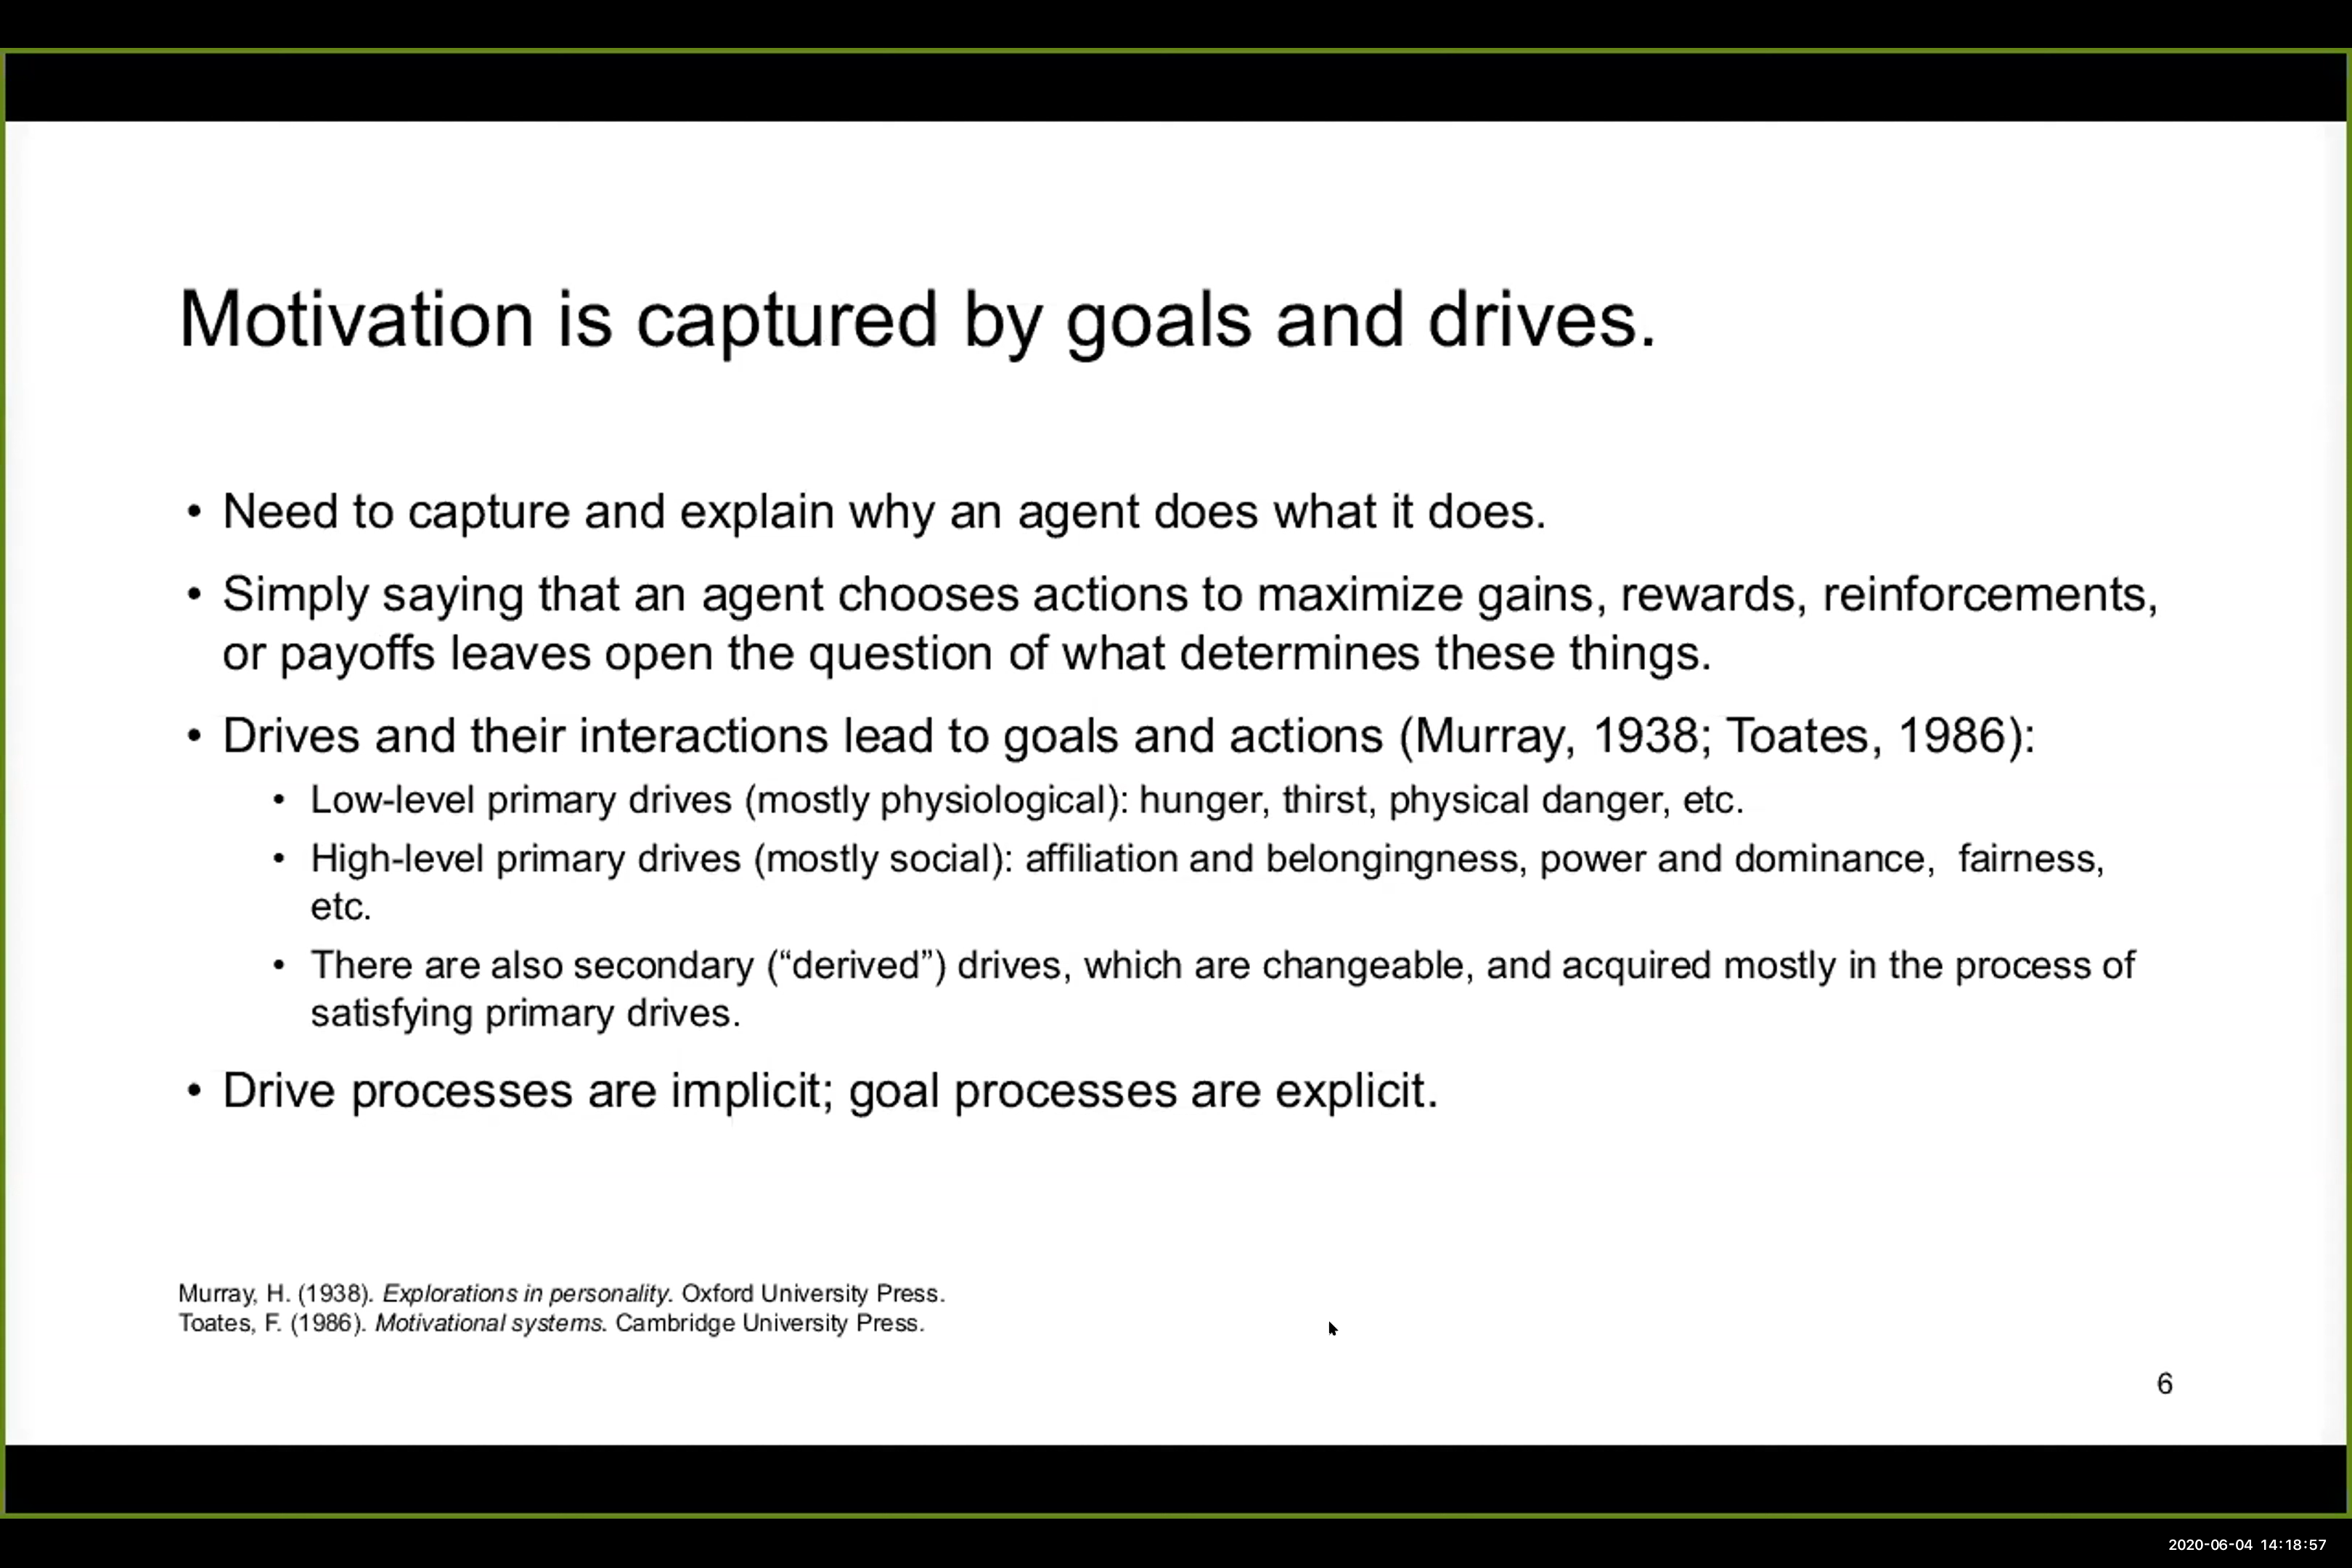 Motivation is captured by goals and drives.
• Need to capture and explain why an agent does what it does.
• Simply saying that an agent chooses actions to maximize gains, rewards, reinforcements,
or payoffs leaves open the question of what determines these things.
• Drives and their interactions lead to goals and actions (Murray, 1938; Toates, 1986):
• Low-level primary drives (mostly physiological): hunger, thirst, physical danger, etc.
• High-level primary drives (mostly social): affiliation and belongingness, power and dominance,  fairness,
etc.
• There are also secondary (“derived”) drives, which are changeable, and acquired mostly in the process of
satisfying primary drives.
• Drive processes are implicit; goal processes are explicit.
Murray, H. (1938). Explorations in personality. Oxford University Press.
Toates, F. (1986). Motivational systems. Cambridge University Press.
6
2020-06-04 14:18:57